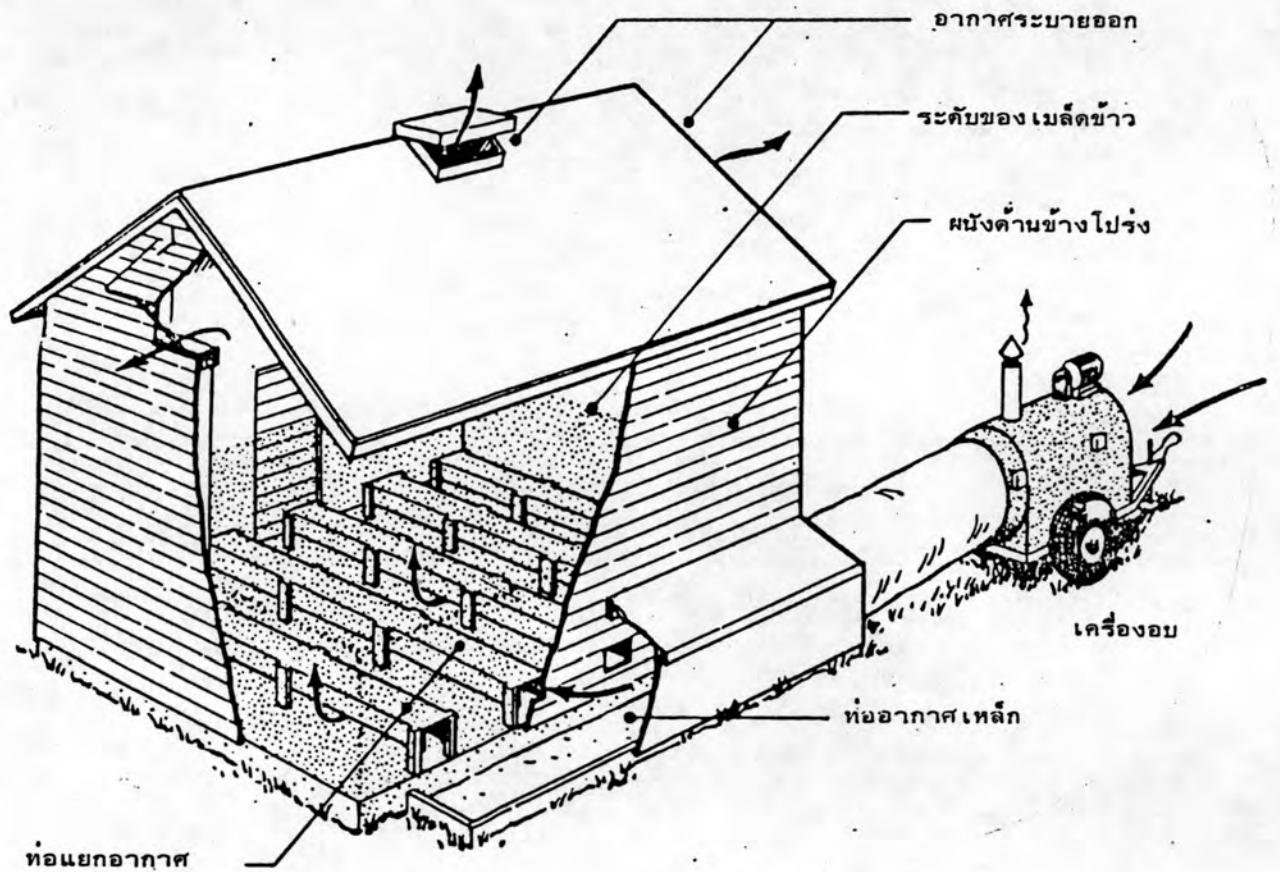 อากาศระบายออก
ระดับของเมล็ดข้าว
ผนังด้านข้างโปร่ง
เครื่องอบ
ท่ออากาศเหล็ก
ท่อแยกอากาศ